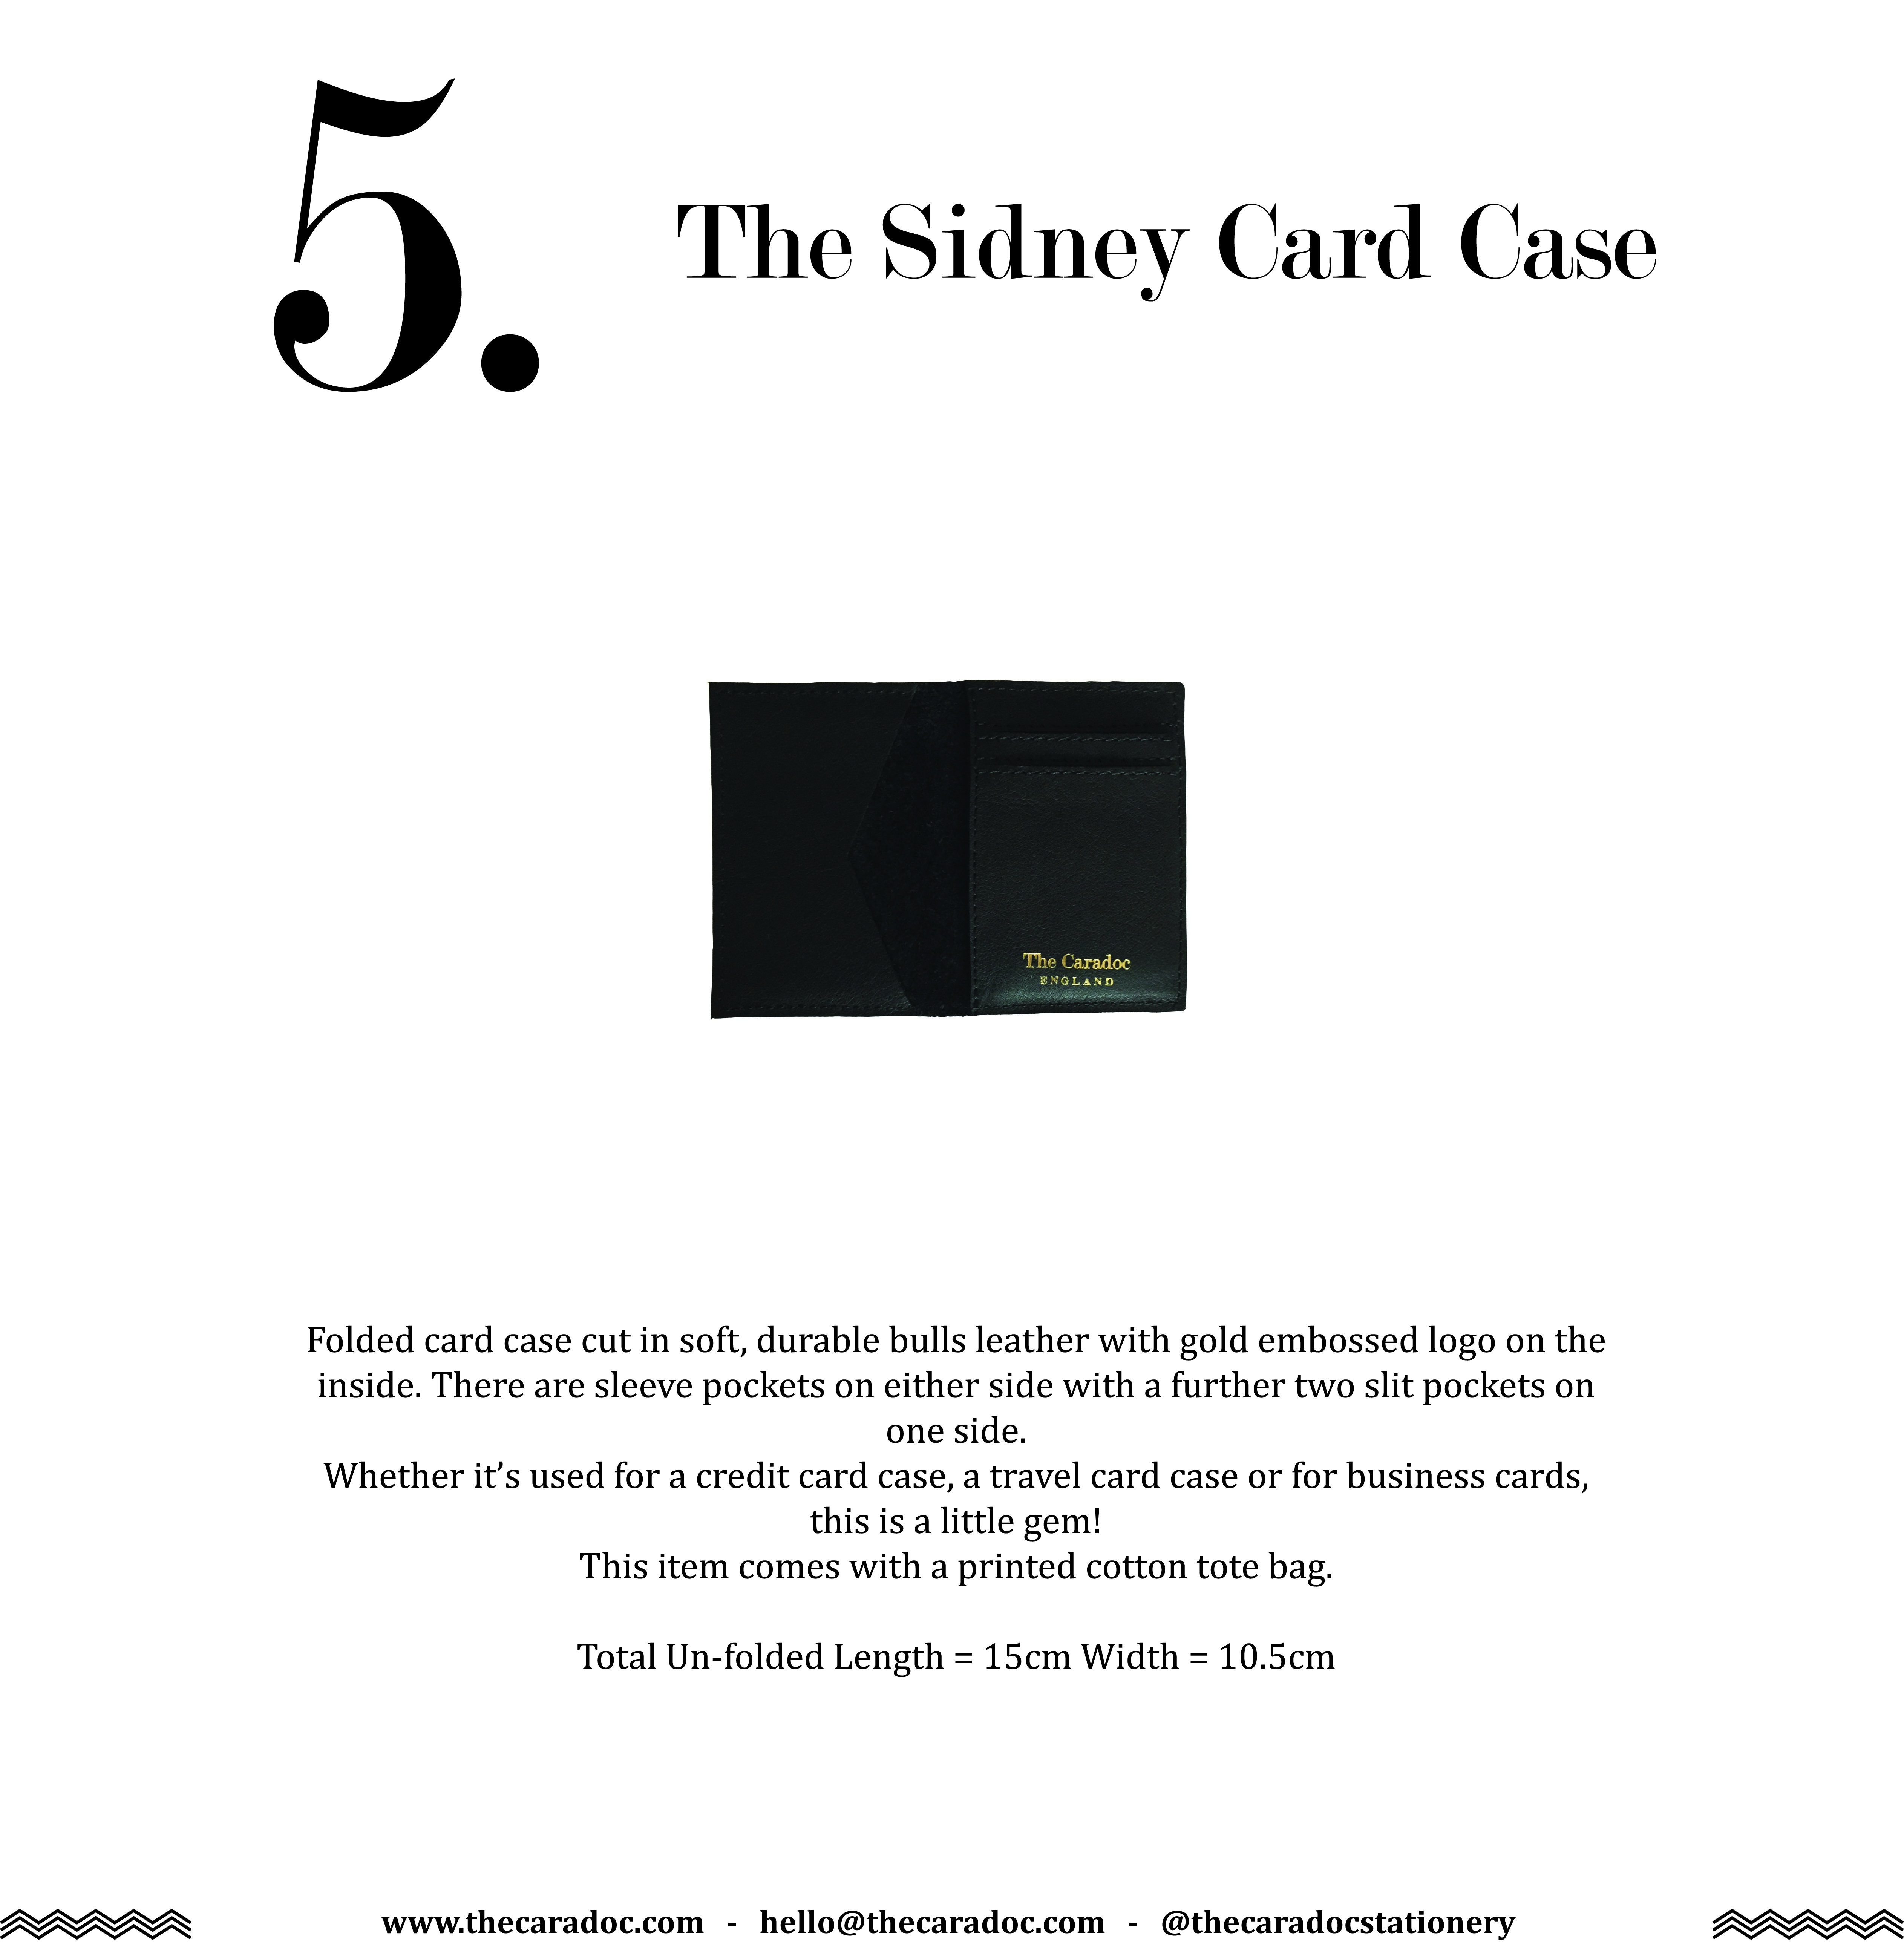 5.
The Sidney Card Case
The Caradoc
ENGLAND
Folded card case cut in soft, durable bulls leather with gold embossed logo on the
inside. There are sleeve pockets on either side with a further two slit pockets on
one side.
Whether it’s used for a credit card case, a travel card case or for business cards,
this is a little gem!
This item comes with a printed cotton tote bag.
Total Un-folded Length = 15cm Width = 10.5cm
www.thecaradoc.com - hello@thecaradoc.com - @thecaradocstationery